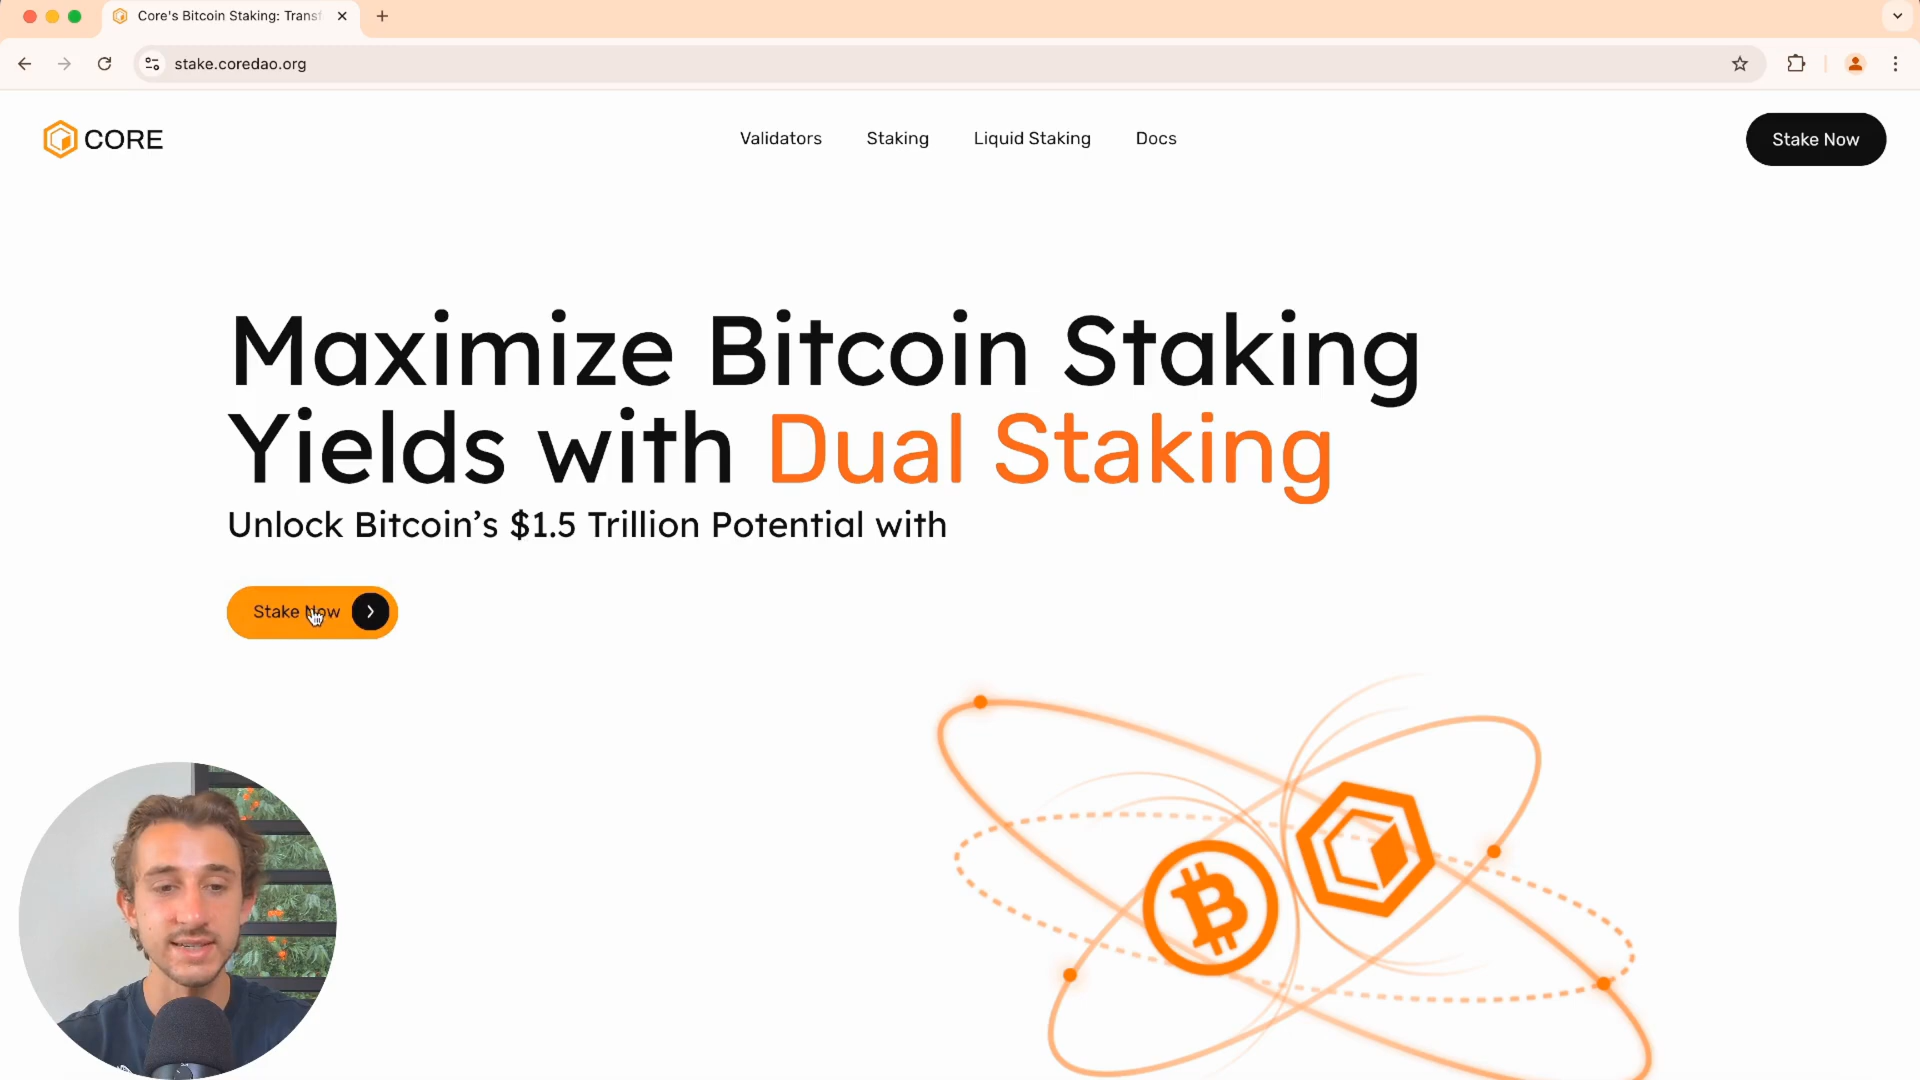 Core's Bitcoin Staking: Transf
stake.coredao.org
CORE
Validators
Staking
Liquid Staking
Docs
Stake Now
Maximize Bitcoin Staking
Yields with Dual Staking
Unlock Bitcoin’s $1.5 Trillion Potential with
Stake Now